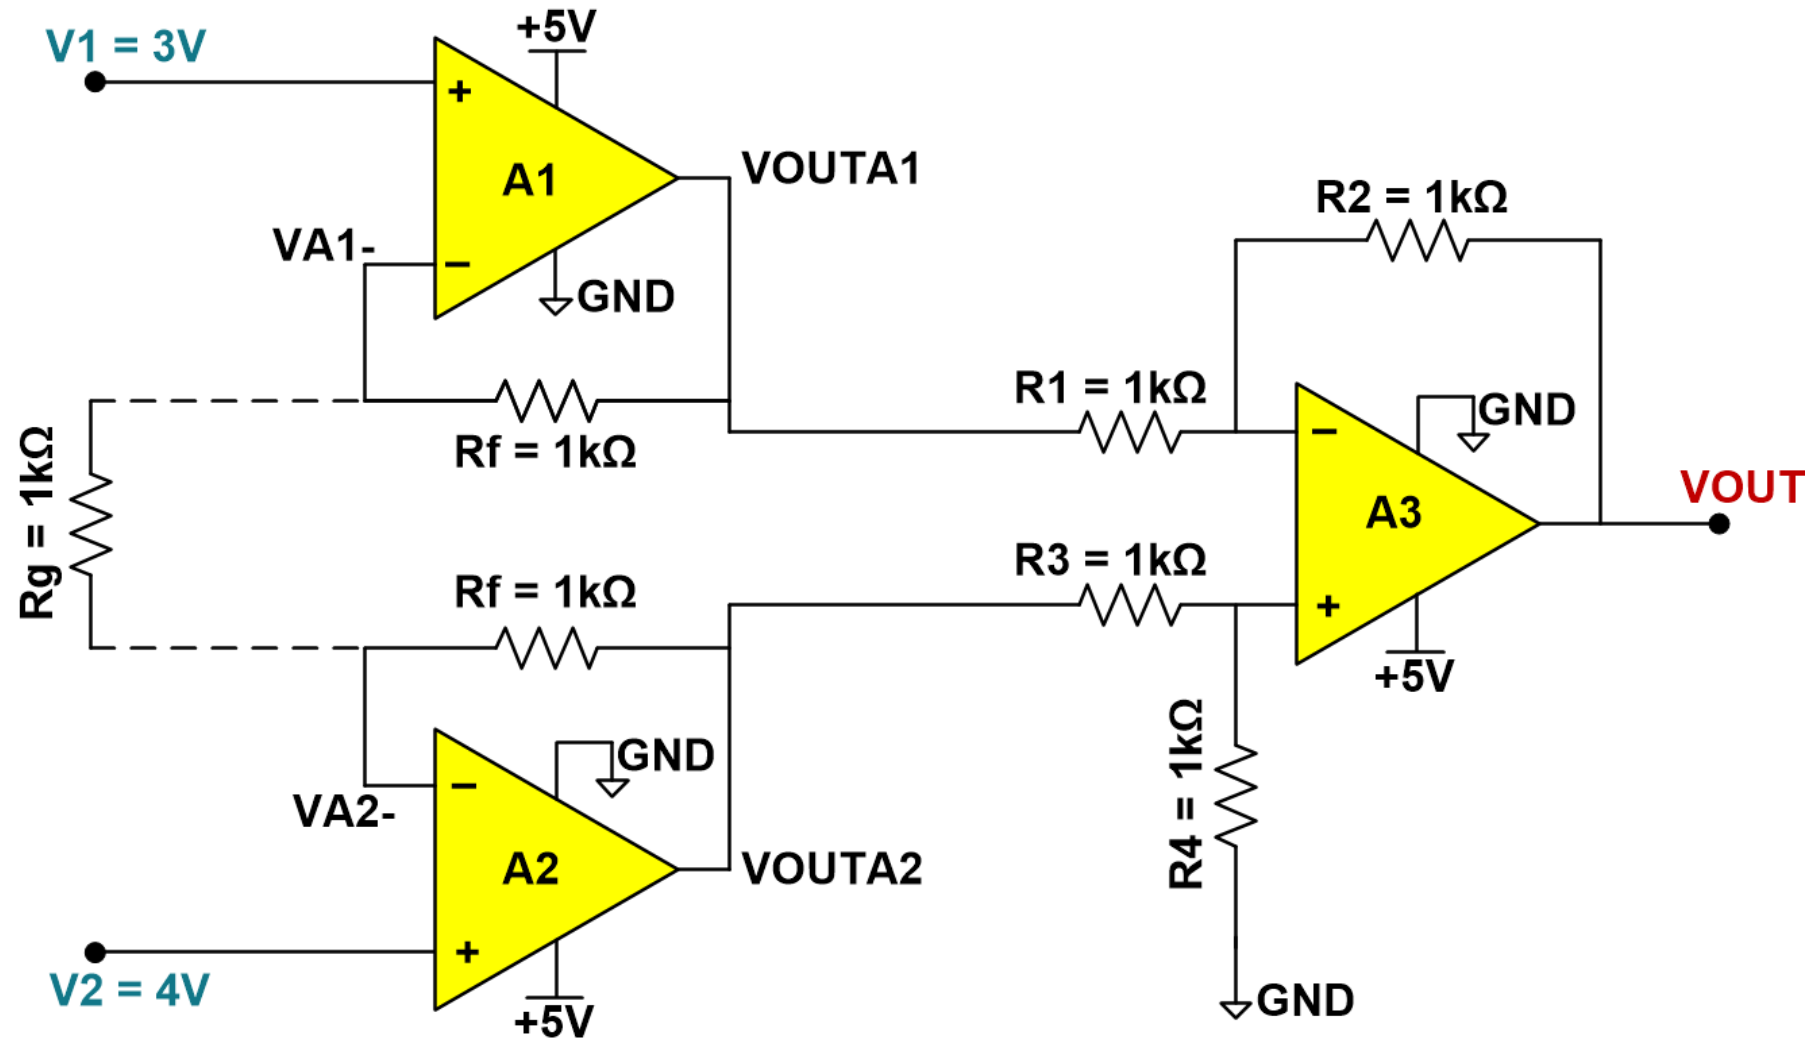 V1 = 3V
+5V
+
A1
VOUTA1
VA1-
−
GND
R2 = 1kΩ
Rf = 1kΩ
R1 = 1kΩ
−
GND
Rg = 1kΩ
A3
VOUT
Rf = 1kΩ
R3 = 1kΩ
+
+5V
GND
−
VA2-
A2
VOUTA2
R4 = 1kΩ
+
V2 = 4V
+5V
GND